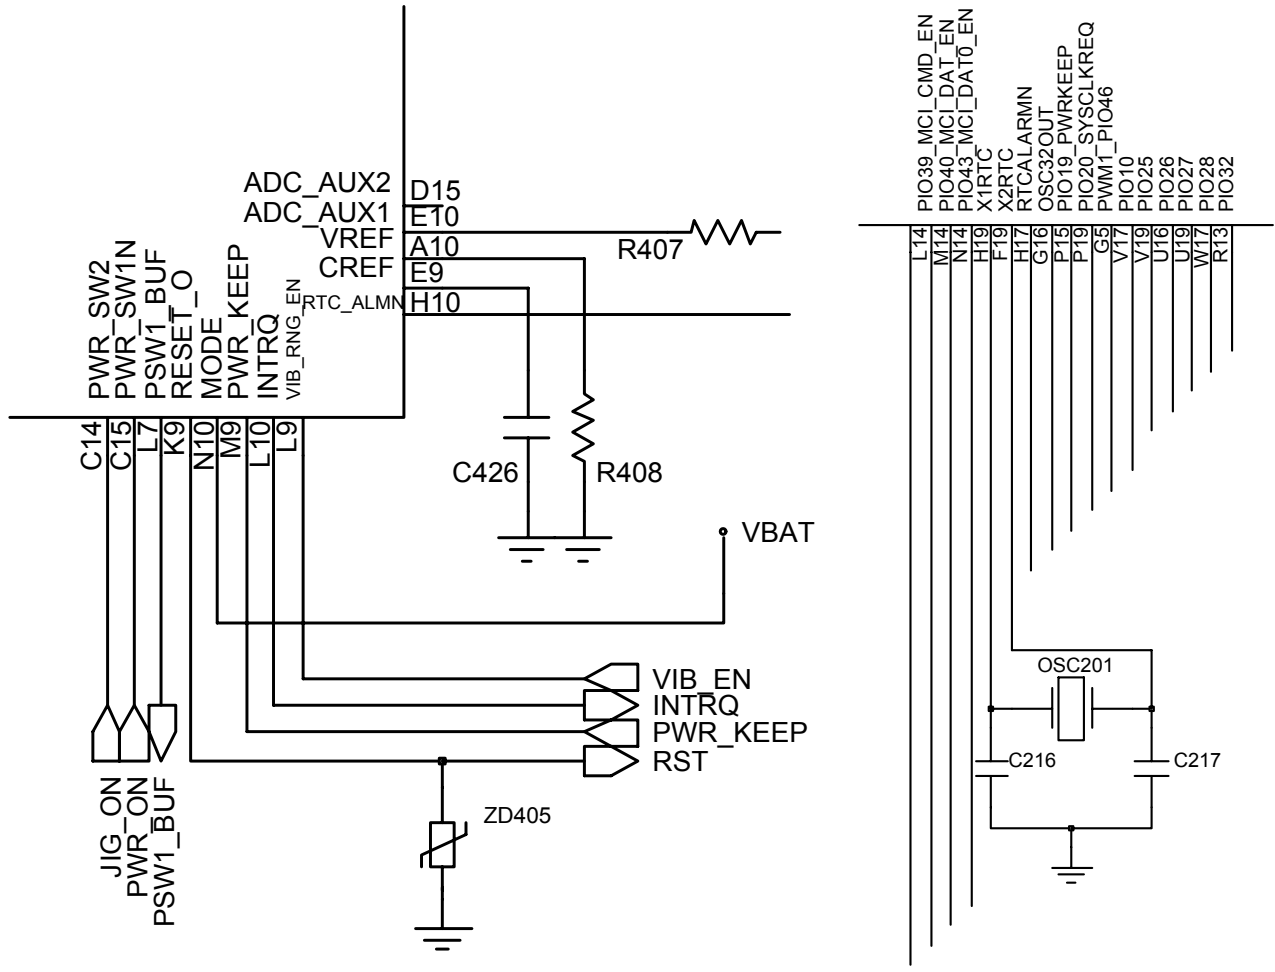 ADC_AUX2
ADC_AUX1
VREF
CREF
RTC_ALMN
D15
E10
A10
E9
H10
R407
PWR_SW2
PWR_SW1N
PSW1_BUF
RESET_O
MODE
PWR_KEEP
INTRQ
VIB_RNG_EN
C14
C15
L7
K9
N10
M9
L10
L9
C426
R408
VBAT
VIB_EN
INTRQ
PWR_KEEP
RST
JIG_ON
PWR_ON
PSW1_BUF
ZD405
PIO39_MCI_CMD_EN
PIO40_MCI_DAT_EN
PIO43_MCI_DAT0_EN
X1RTC
X2RTC
RTCALARMN
OSC32OUT
PIO19_PWRKEEP
PIO20_SYSCLKREQ
PWM1_PIO46
PIO10
PIO25
PIO26
PIO27
PIO28
PIO32
L14
M14
N14
H19
F19
H17
G16
P15
P19
G5
V17
V19
U16
U19
W17
R13
OSC201
C216
C217